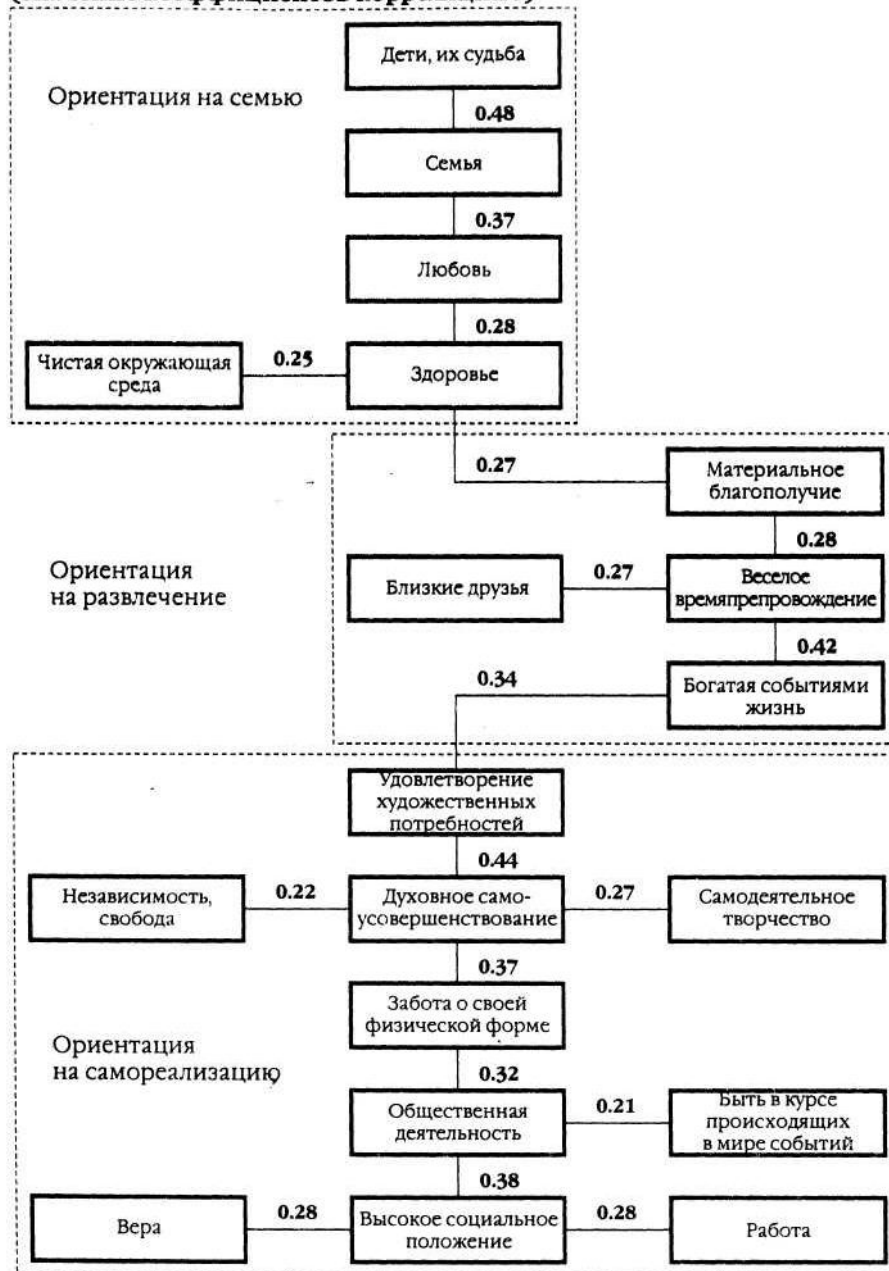 Дети, их судьба
Ориентация на семью
0.48
Семья
0.37
Любовь
0.28
Чистая окружающая
среда
0.25
Здоровье
0.27
Материальное
благополучие
0.28
Ориентация
на развлечение
Близкие друзья
0.27
Веселое
времяпрепровождение
0.42
0.34
Богатая событиями
жизнь
Удовлетворение
художественных
потребностей
0.44
Независимость,
свобода
0.22
Духовное само-
усовершенствование
0.27
Самодеятельное
творчество
0.37
Забота о своей
физической форме
Ориентация
на самореализацию
0.32
Общественная
деятельность
0.21
Быть в курсе
происходящих
в мире событий
0.38
Вера
0.28
Высокое социальное
положение
0.28
Работа